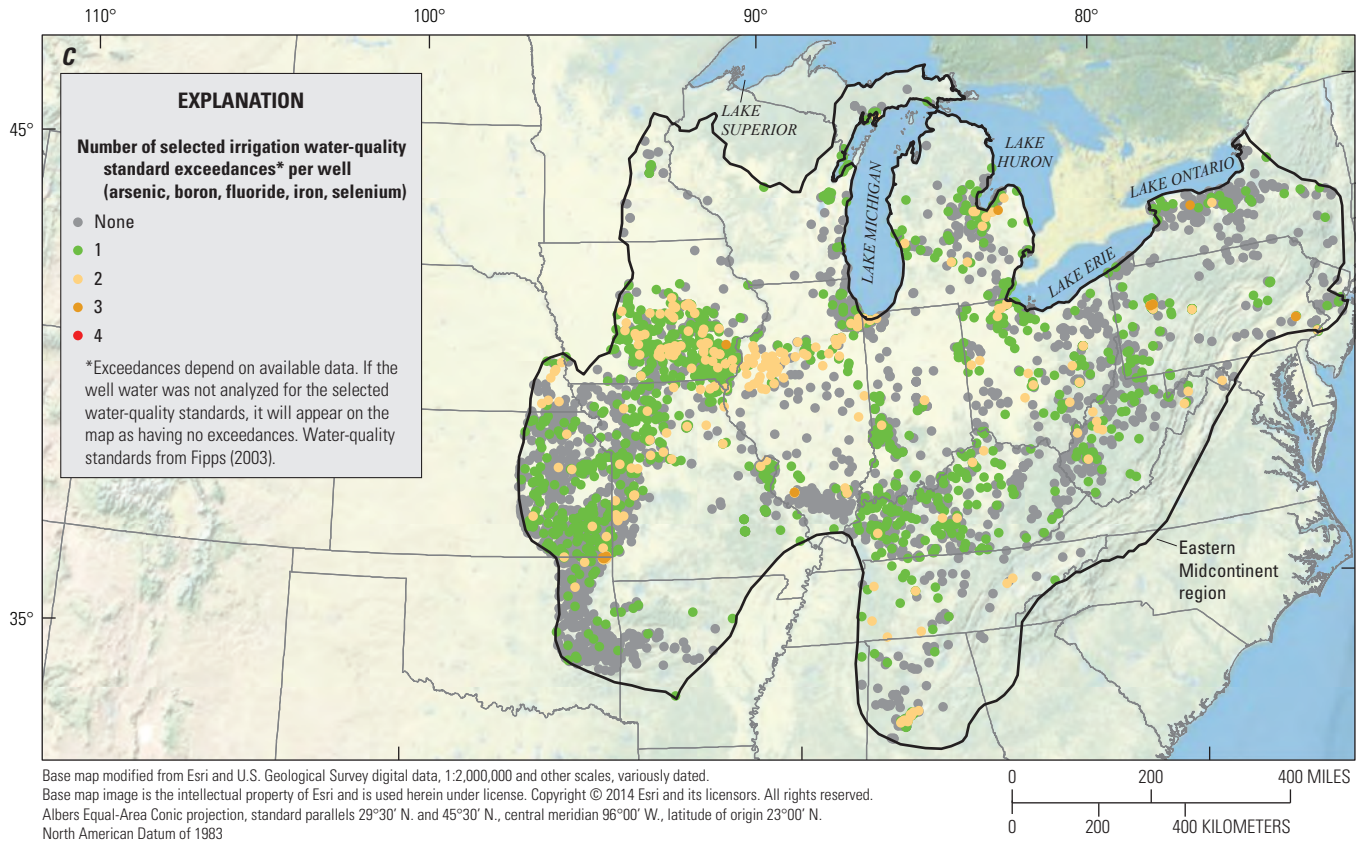 110°
100°
90°
80°
C
EXPLANATION
Number of selected irrigation water-quality
standard exceedances* per well
(arsenic, boron, fluoride, iron, selenium)
None
1
2
3
4
*Exceedances depend on available data. If the
well water was not analyzed for the selected
water-quality standards, it will appear on the
map as having no exceedances. Water-quality
standards from Fipps (2003).
45°
35°
LAKE
SUPERIOR
LAKE MICHIGAN
LAKE
HURON
LAKE ONTARIO
LAKE ERIE
Eastern
Midcontinent
region
Base map modified from Esri and U.S. Geological Survey digital data, 1:2,000,000 and other scales, variously dated.
Base map image is the intellectual property of Esri and is used herein under license. Copyright © 2014 Esri and its licensors. All rights reserved.
Albers Equal-Area Conic projection, standard parallels 29°30′ N. and 45°30′ N., central meridian 96°00′ W., latitude of origin 23°00′ N.
North American Datum of 1983
0 200 400 MILES
0 200 400 KILOMETERS